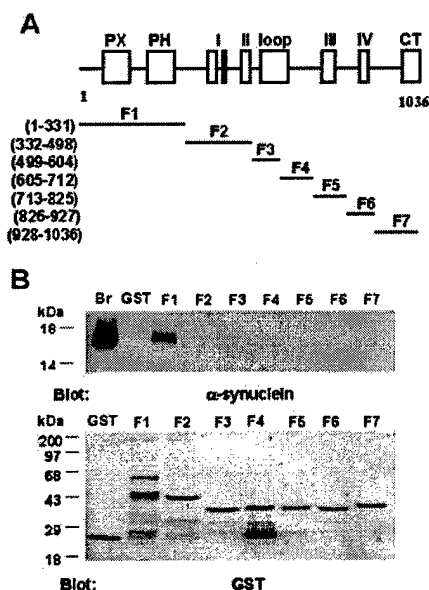 A
PX PH I II loop III IV CT
1 1036
(1-331) F1
(332-498) F2
(499-604) F3
(605-712) F4
(713-825) F5
(826-927) F6
(928-1036) F7
B
kDa Br GST F1 F2 F3 F4 F5 F6 F7
18
14
Blot: α-synuclein
kDa GST F1 F2 F3 F4 F5 F6 F7
200
97
68
43
29
18
Blot: GST